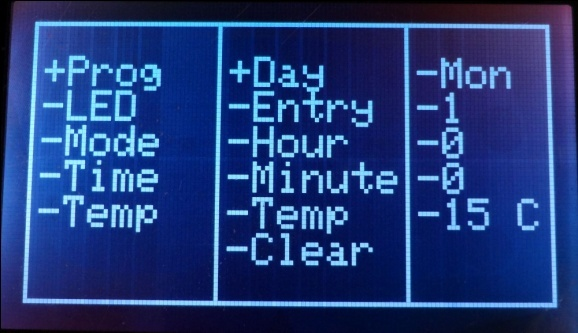 +Prog +Day -Mon
-LED -Entry -1
-Mode -Hour -0
-Time -Minute -0
-Temp -Temp -15 C
-Clear